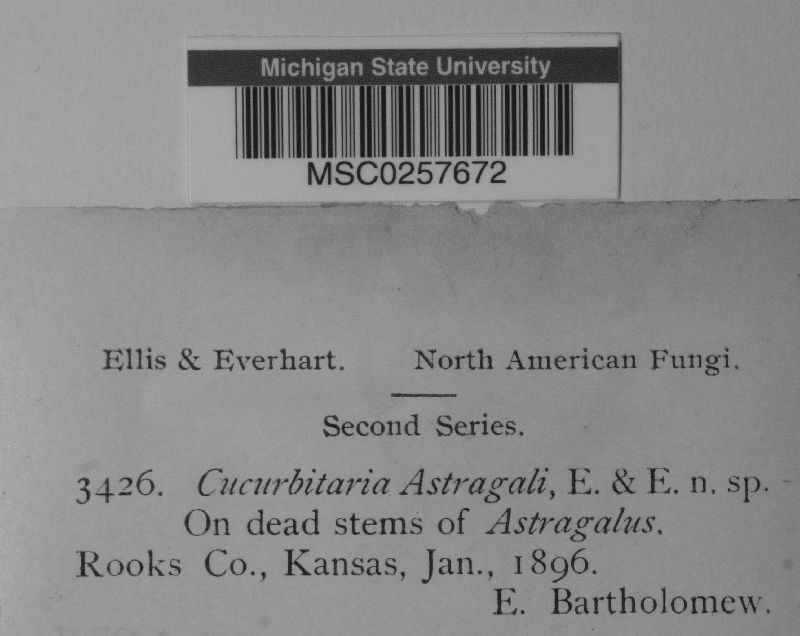 Michigan State University
MSC0257672
Ellis & Everhart. North American Fungi.
Second Series.
3426. Cucurbitaria Astragali, E. & E. n. sp.
On dead stems of Astragalus.
Rooks Co., Kansas, Jan., 1896.
E. Bartholomew.